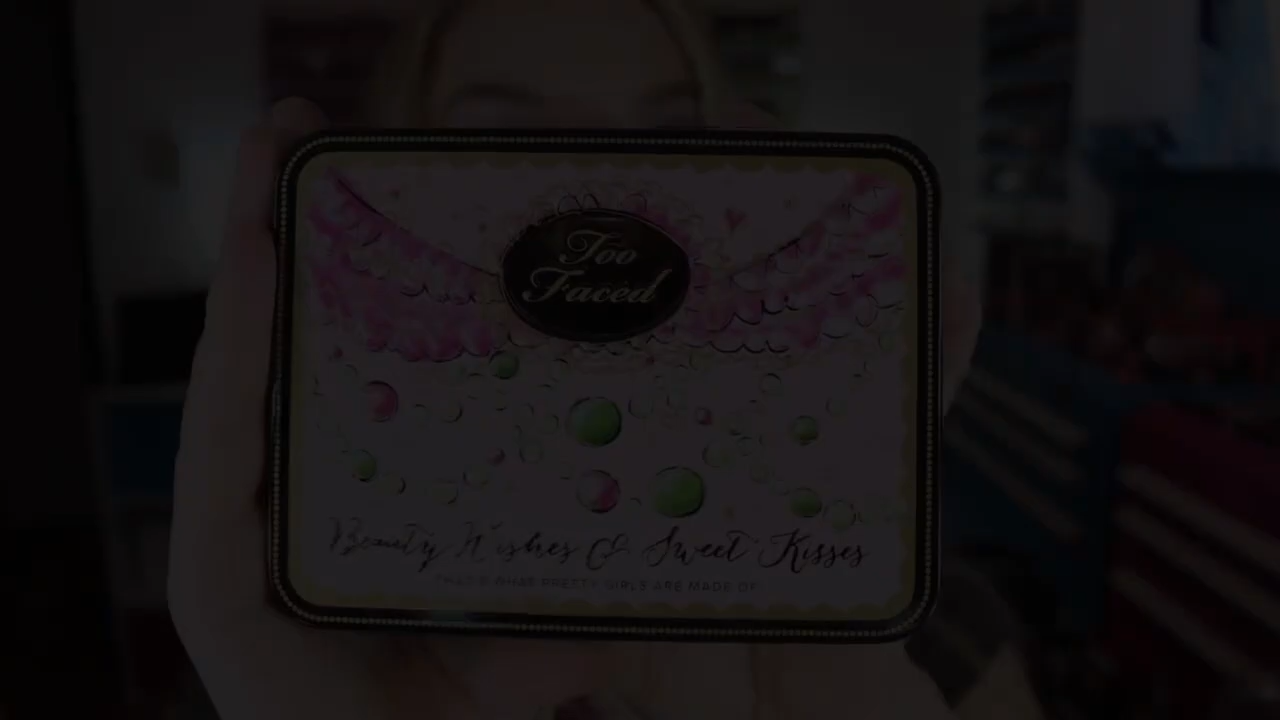 Too
Faced
Beauty Wishes & Sweet Kisses
THAT'S WHAT PRETTY GIRLS ARE MADE OF